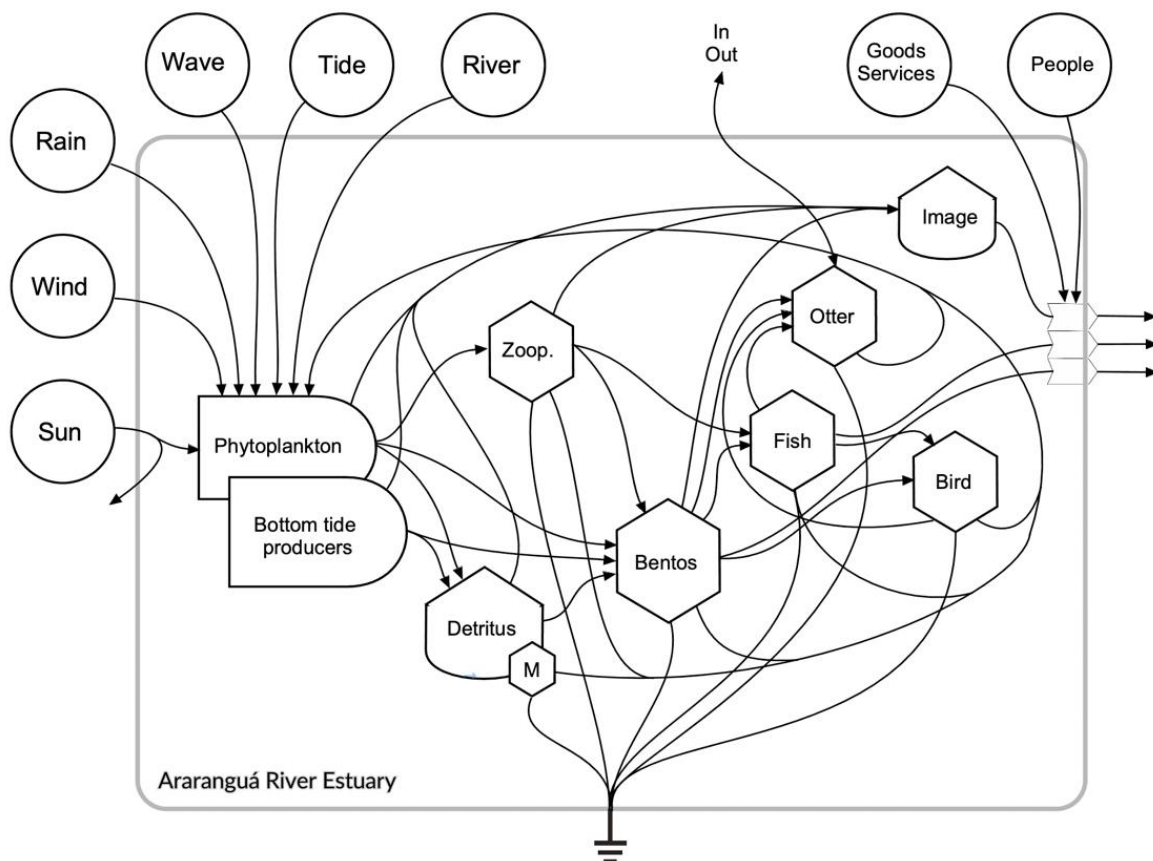 Wave
Tide
River
In
Out
Goods
Services
People
Rain
Image
Wind
Otter
Zoop.
Sun
Phytoplankton
Fish
Bird
Bottom tide
producers
Bentos
Detritus
M
Araranguá River Estuary